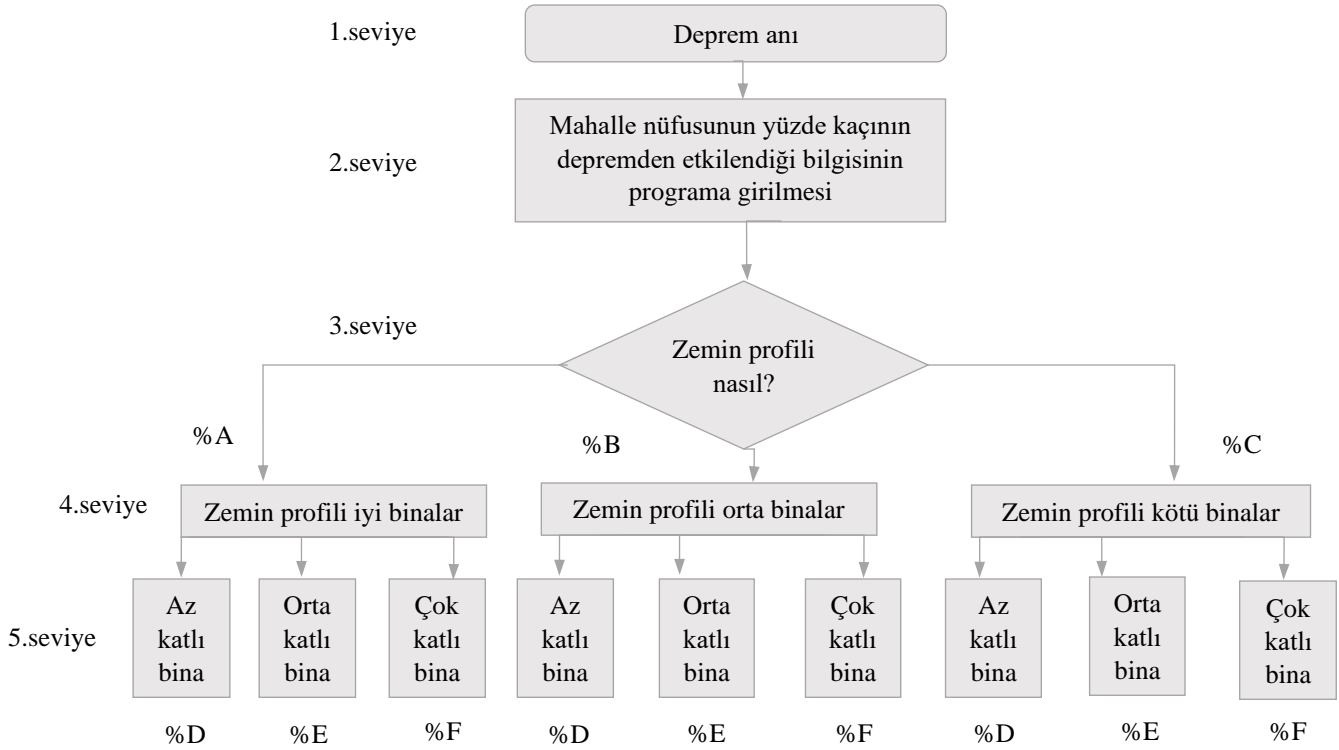 1.seviye
Deprem anı
2.seviye
Mahalle nüfusunun yüzde kaçının
depremden etkilendiği bilgisinin
programa girilmesi
3.seviye
Zemin profili
nasıl?
%A
%B
%C
4.seviye
Zemin profili iyi binalar
Zemin profili orta binalar
Zemin profili kötü binalar
5.seviye
Az
katlı
bina
Orta
katlı
bina
Çok
katlı
bina
Az
katlı
bina
Orta
katlı
bina
Çok
katlı
bina
Az
katlı
bina
Orta
katlı
bina
Çok
katlı
bina
%D
%E
%F
%D
%E
%F
%D
%E
%F